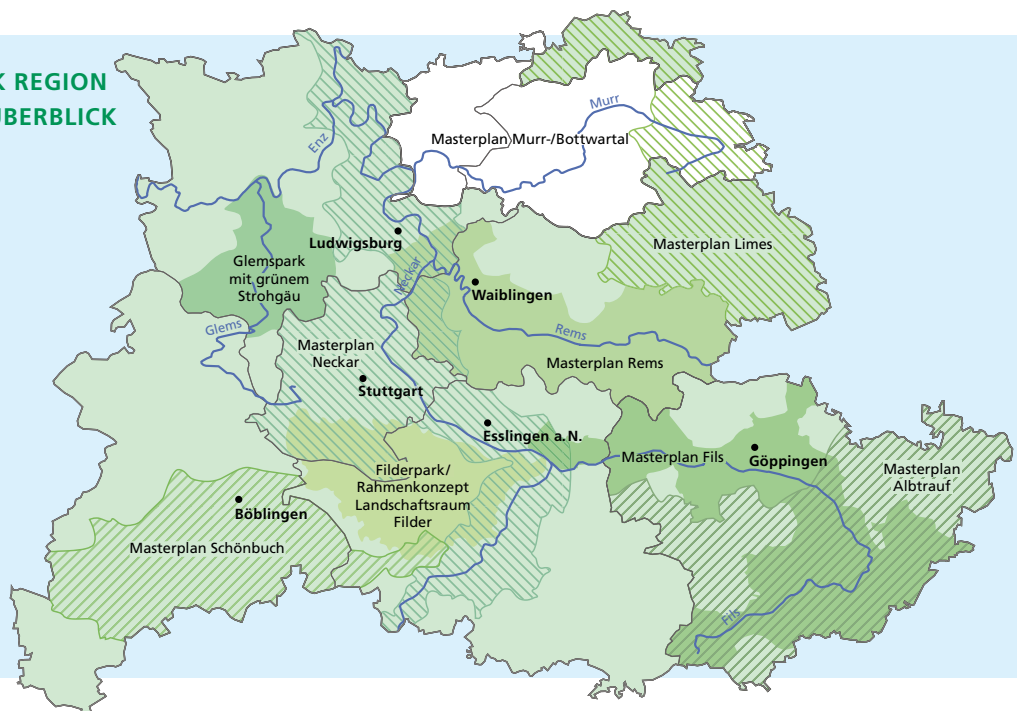 K REGION
ÜBERBLICK
Murr
Masterplan Murr-/Bottwartal
Enz
Ludwigsburg
Masterplan Limes
Glemspark
mit grünem
Strohgäu
Neckar
Waiblingen
Glems
Rems
Masterplan
Neckar
Masterplan Rems
Stuttgart
Esslingen a. N.
Masterplan Fils
Göppingen
Masterplan
Albtrauf
Filderpark/
Rahmenkonzept
Landschaftsraum
Filder
Böblingen
Masterplan Schönbuch
Fils